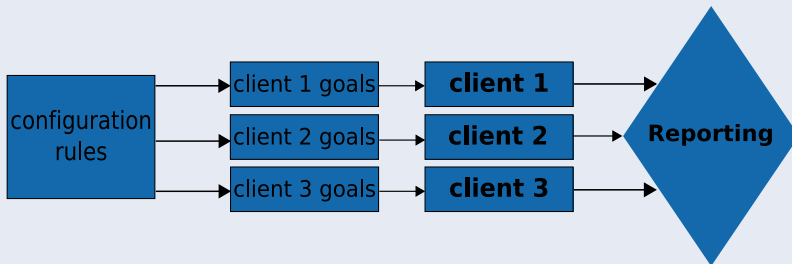 configuration
rules
client 1 goals
client 2 goals
client 3 goals
client 1
client 2
client 3
Reporting